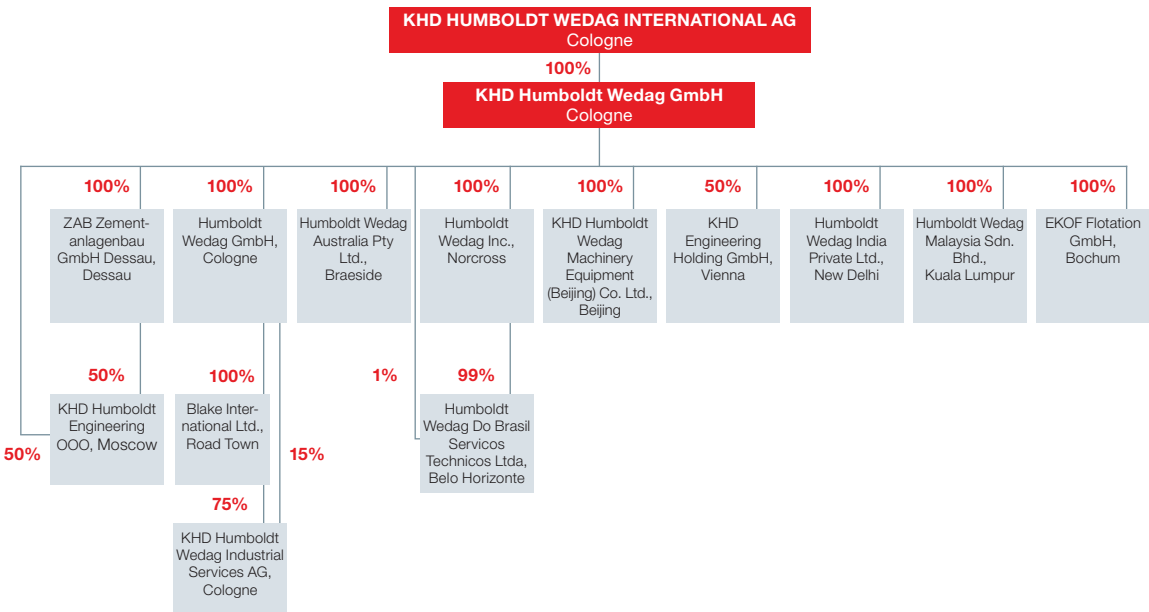 KHD HUMBOLDT WEDAG INTERNATIONAL AG
Cologne
100%
KHD Humboldt Wedag GmbH
Cologne
100%
100%
100%
100%
100%
50%
100%
100%
100%
ZAB Zement-
anlagenbau
GmbH Dessau,
Dessau
Humboldt
Wedag GmbH,
Cologne
Humboldt Wedag
Australia Pty
Ltd.,
Braeside
Humboldt
Wedag Inc.,
Norcross
KHD Humboldt
Wedag
Machinery
Equipment
(Beijing) Co. Ltd.,
Beijing
KHD
Engineering
Holding GmbH,
Vienna
Humboldt
Wedag India
Private Ltd.,
New Delhi
Humboldt Wedag
Malaysia Sdn.
Bhd.,
Kuala Lumpur
EKOF Flotation
GmbH,
Bochum
50%
100%
1%
99%
KHD Humboldt
Engineering
OOO, Moscow
Blake Inter-
national Ltd.,
Road Town
Humboldt
Wedag Do Brasil
Servicos
Technicos Ltda,
Belo Horizonte
50%
15%
75%
KHD Humboldt
Wedag Industrial
Services AG,
Cologne